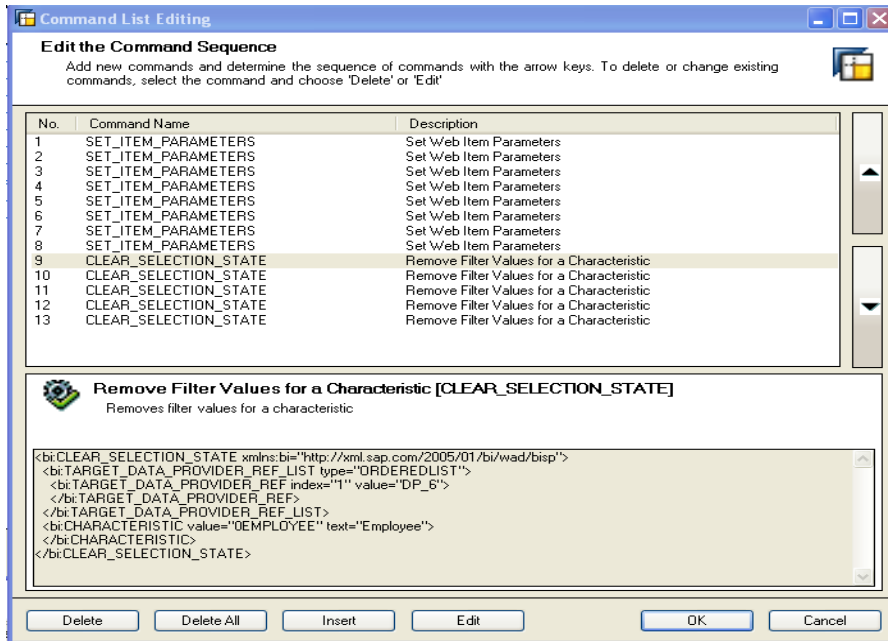 Command List Editing
Edit the Command Sequence
Add new commands and determine the sequence of commands with the arrow keys. To delete or change existing
commands, select the command and choose 'Delete' or 'Edit'
No. Command Name Description
1 SET_ITEM_PARAMETERS Set Web Item Parameters
2 SET_ITEM_PARAMETERS Set Web Item Parameters
3 SET_ITEM_PARAMETERS Set Web Item Parameters
4 SET_ITEM_PARAMETERS Set Web Item Parameters
5 SET_ITEM_PARAMETERS Set Web Item Parameters
6 SET_ITEM_PARAMETERS Set Web Item Parameters
7 SET_ITEM_PARAMETERS Set Web Item Parameters
8 SET_ITEM_PARAMETERS Set Web Item Parameters
9 CLEAR_SELECTION_STATE Remove Filter Values for a Characteristic
10 CLEAR_SELECTION_STATE Remove Filter Values for a Characteristic
11 CLEAR_SELECTION_STATE Remove Filter Values for a Characteristic
12 CLEAR_SELECTION_STATE Remove Filter Values for a Characteristic
13 CLEAR_SELECTION_STATE Remove Filter Values for a Characteristic
Remove Filter Values for a Characteristic [CLEAR_SELECTION_STATE]
Removes filter values for a characteristic
<bi:CLEAR_SELECTION_STATE xmlns:bi="http://xml.sap.com/2005/01/bi/wad/bisp">
<bi:TARGET_DATA_PROVIDER_REF_LIST type="ORDEREDLIST">
<bi:TARGET_DATA_PROVIDER_REF index="1" value="DP_6">
</bi:TARGET_DATA_PROVIDER_REF>
</bi:TARGET_DATA_PROVIDER_REF_LIST>
<bi:CHARACTERISTIC value="0EMPLOYEE" text="Employee">
</bi:CHARACTERISTIC>
</bi:CLEAR_SELECTION_STATE>
Delete Delete All Insert Edit OK Cancel